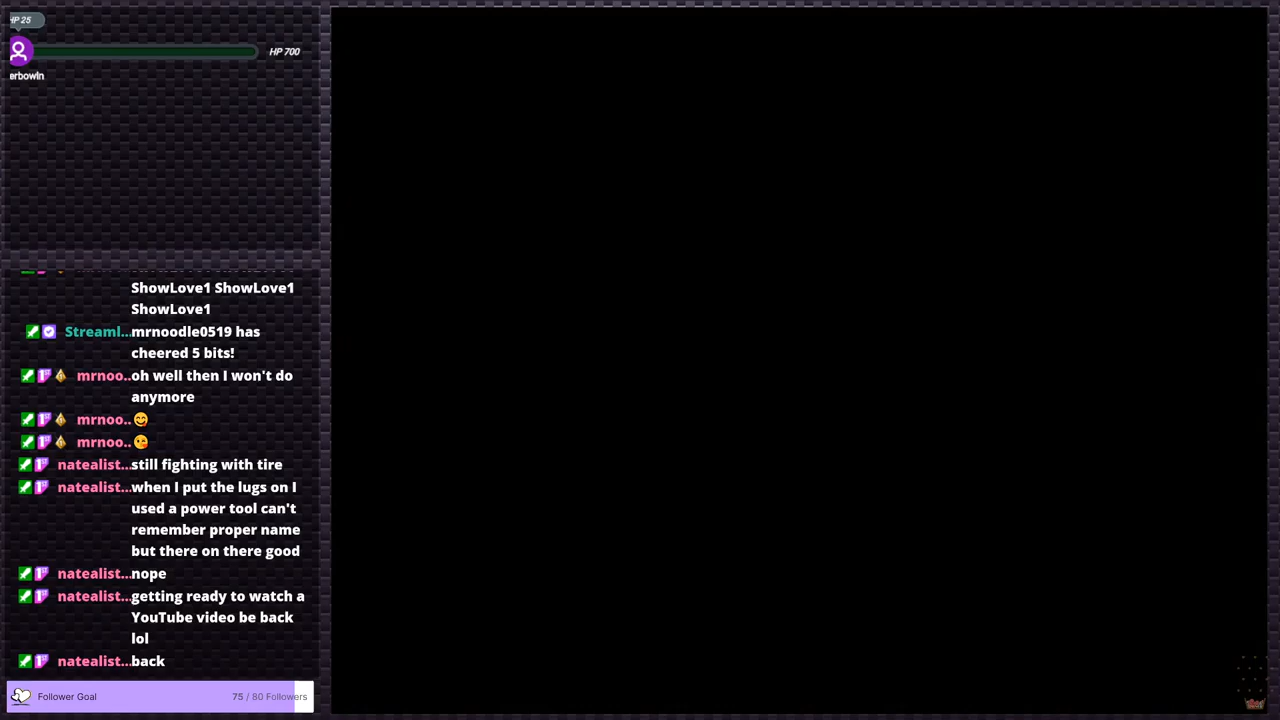 HP 25
HP 700
erbowln
ShowLove1 ShowLove1
ShowLove1
Streaml... mrnoodle0519 has
cheered 5 bits!
mrnoo.. oh well then I won't do
anymore
mrnoo.. 😋
mrnoo.. 😘
natealist... still fighting with tire
natealist... when I put the lugs on I
used a power tool can't
remember proper name
but there on there good
natealist... nope
natealist... getting ready to watch a
YouTube video be back
lol
natealist... back
Follower Goal 75 / 80 Followers